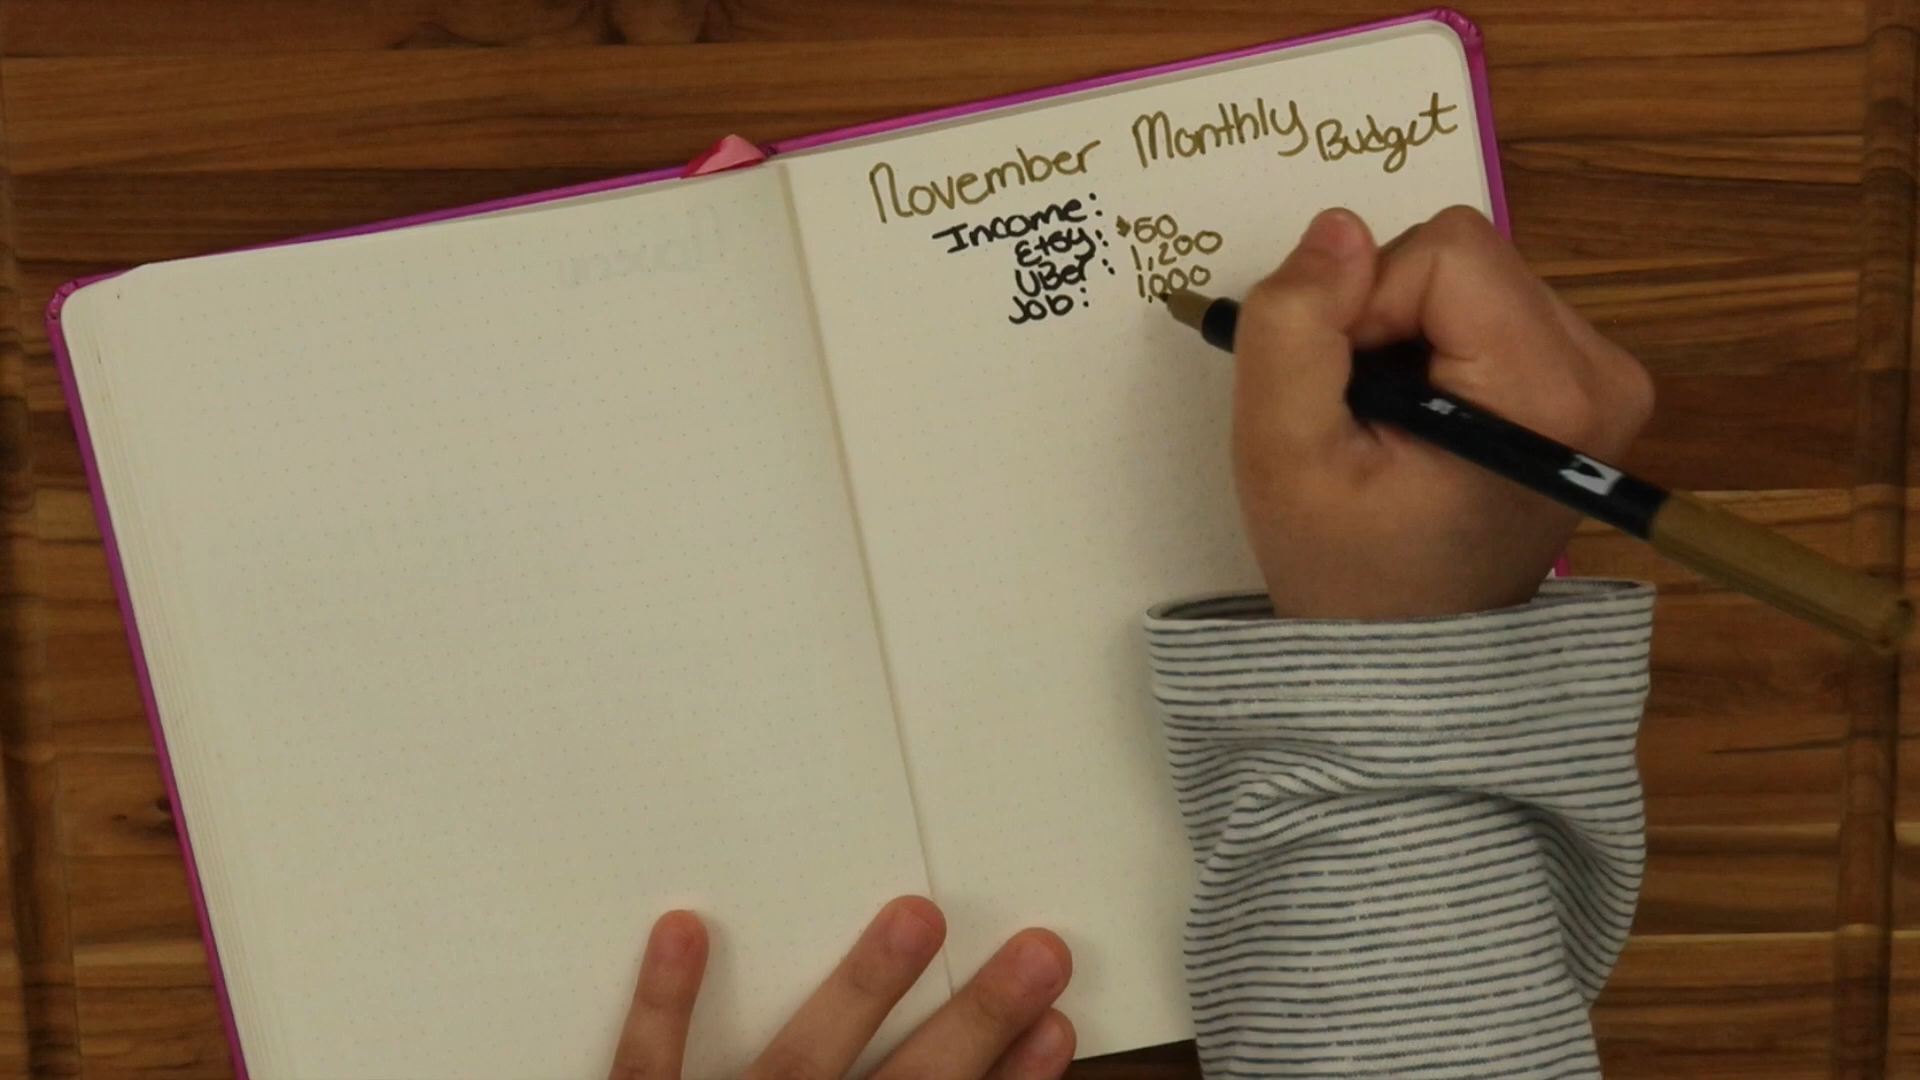 November Monthly Budget
Income:
Etsy: $50
UBer: 1,200
Job: 1,000